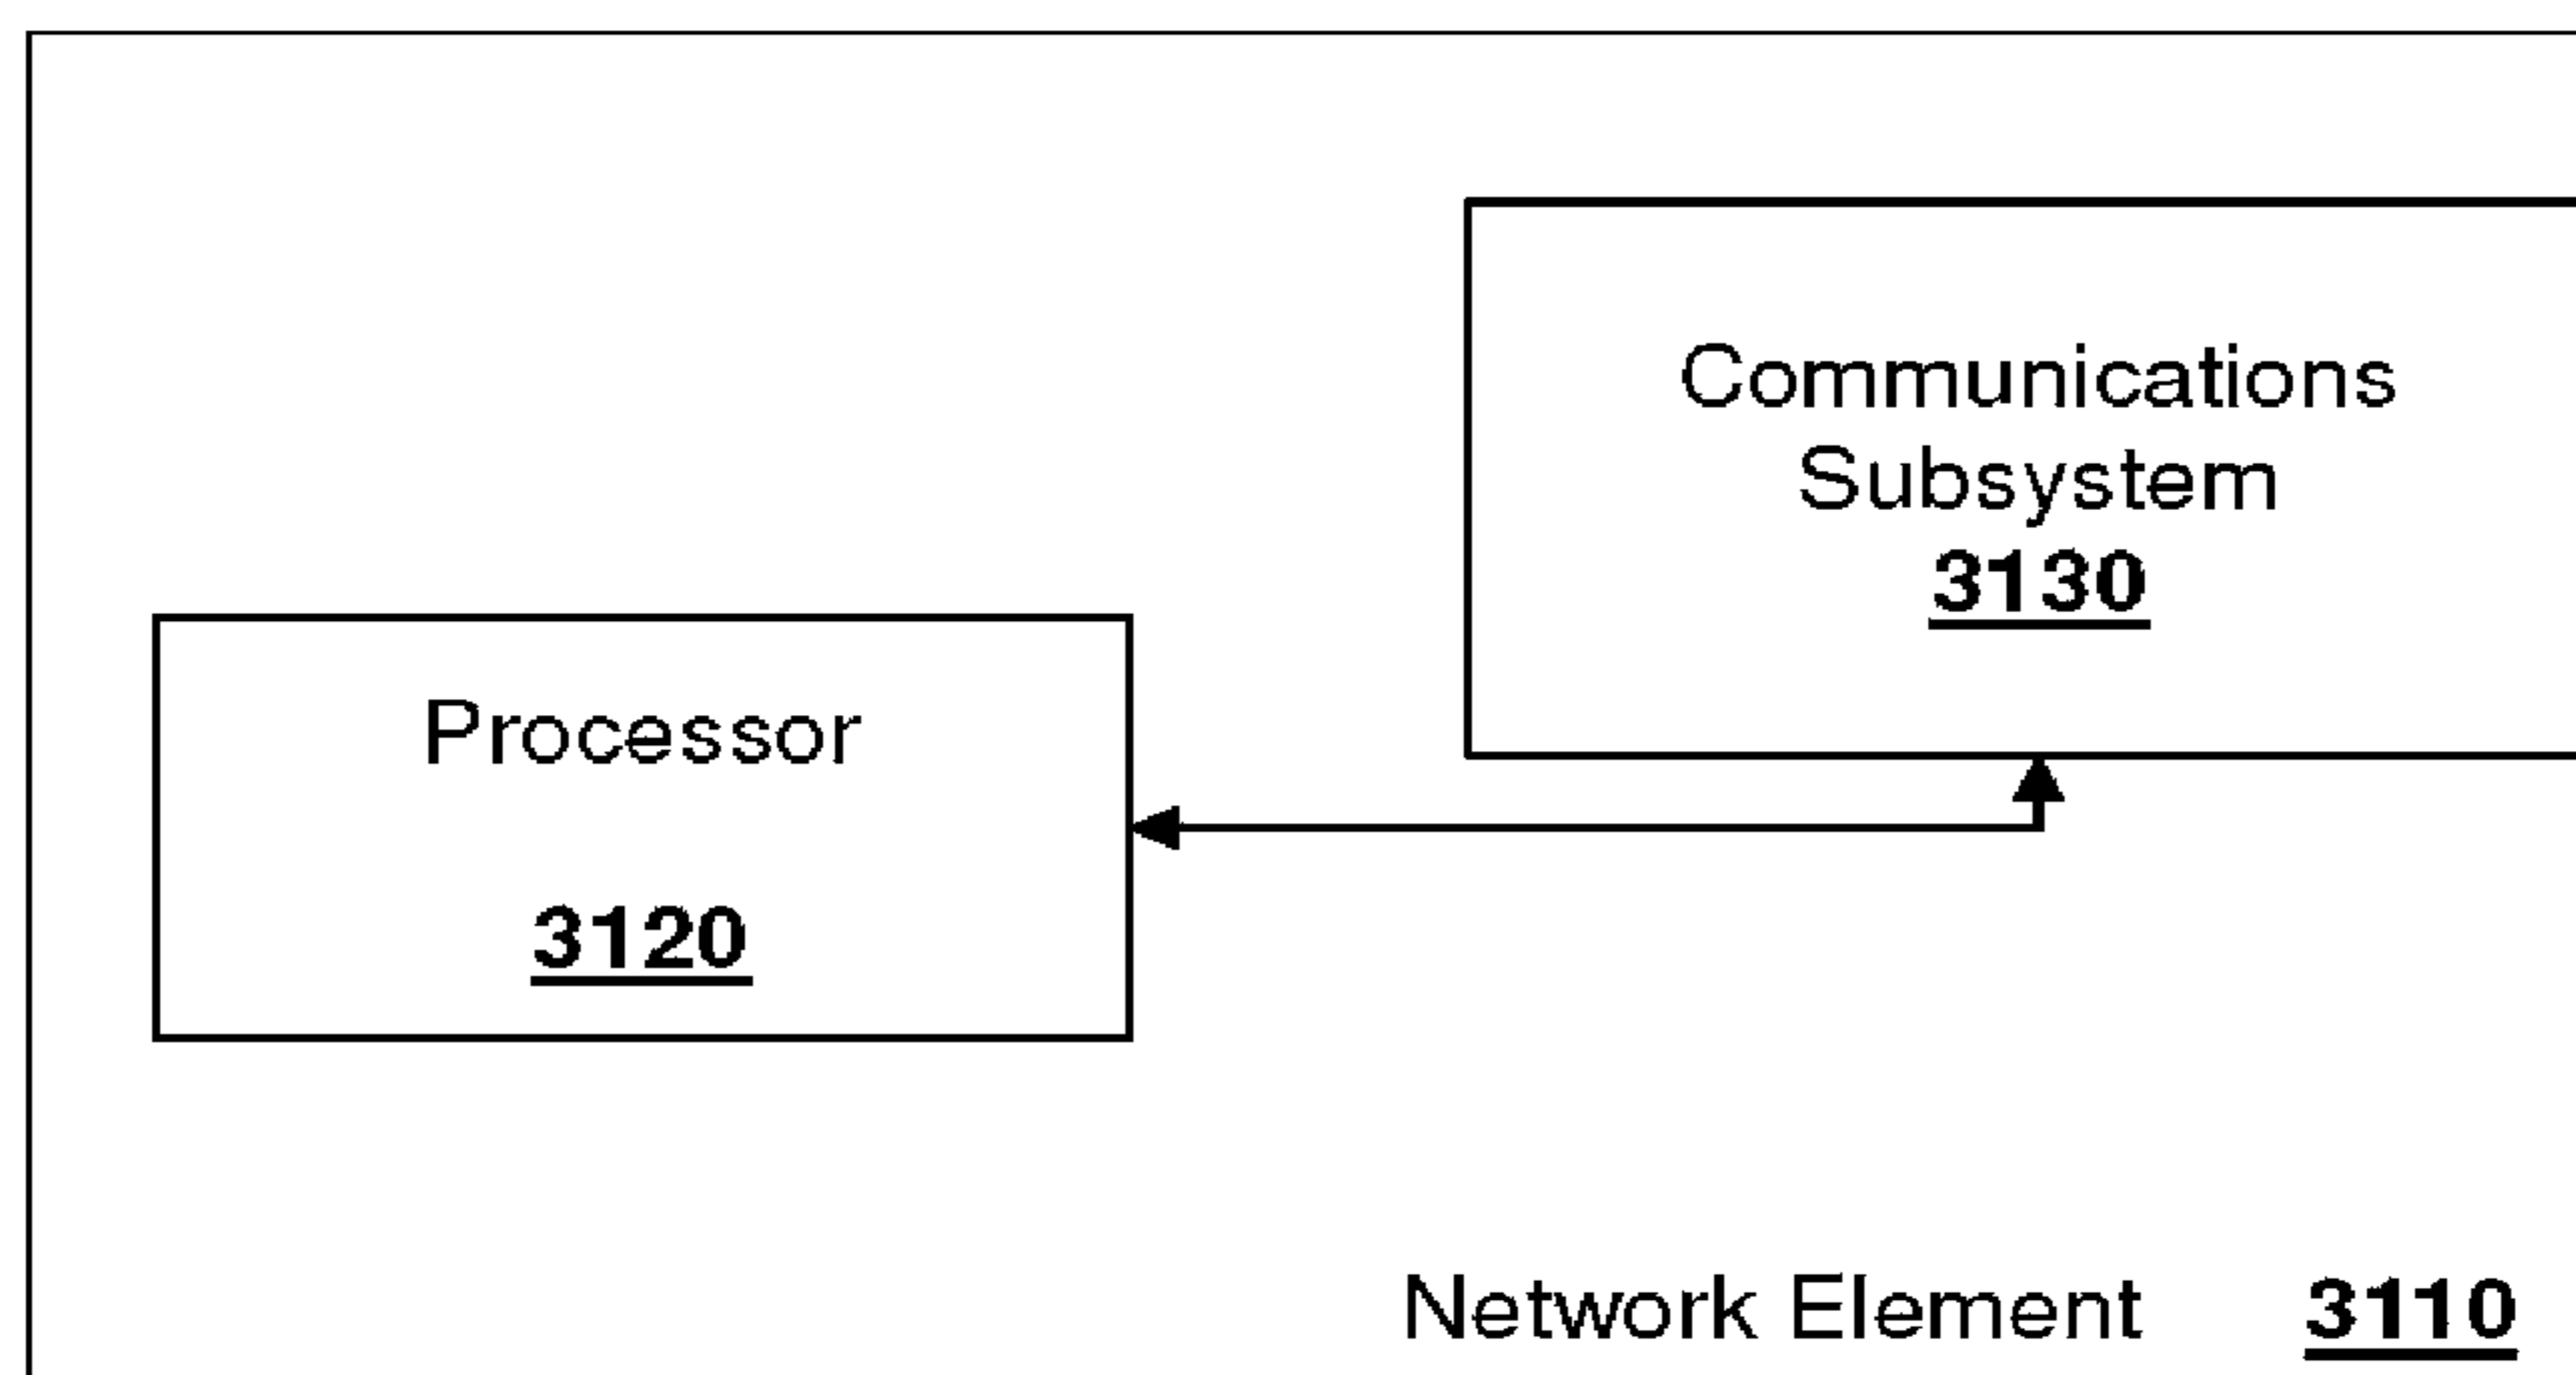 Communications
Subsystem
3130
Processor
3120
Network Element 3110